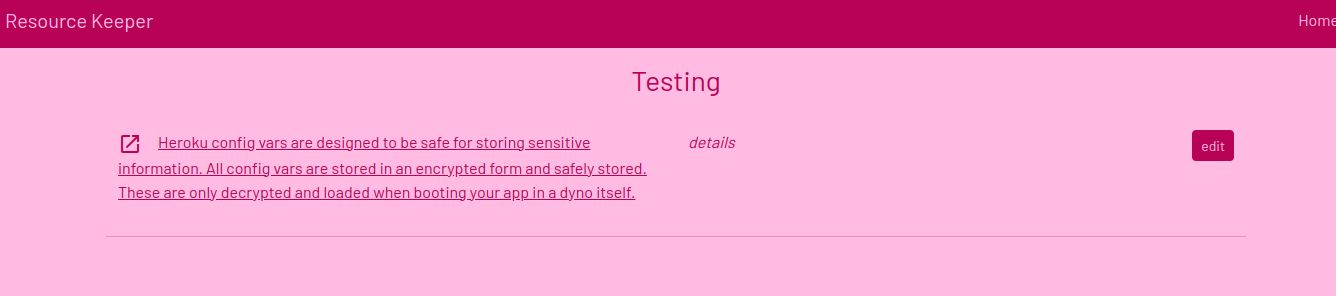 Resource Keeper
Home
Testing
Heroku config vars are designed to be safe for storing sensitive
information. All config vars are stored in an encrypted form and safely stored.
These are only decrypted and loaded when booting your app in a dyno itself.
details
edit